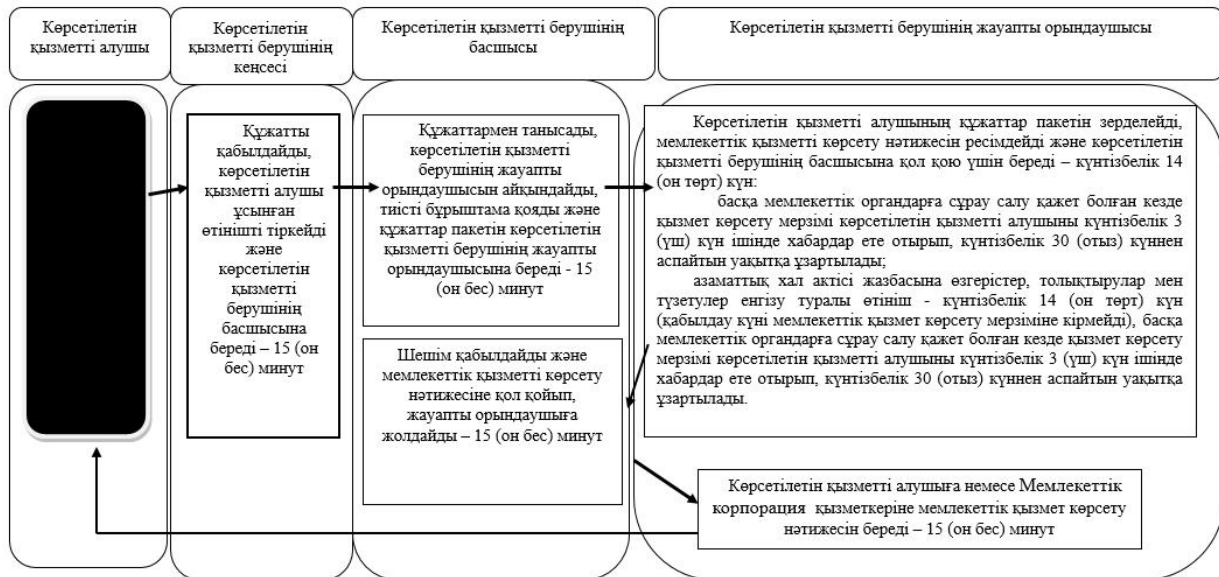 Көрсетілетін
қызметті алушы
Көрсетілетін
қызметті берушінің
кеңсесі
Көрсетілетін қызметті берушінің
басшысы
Көрсетілетін қызметті берушінің жауапты орындаушысы
Құжатты
қабылдайды,
көрсетілетін
қызметті алушы
ұсынған
өтінішті тіркейді
және
көрсетілетін
қызметті
берушінің
басшысына
береді – 15 (он
бес) минут
Құжаттармен танысады,
көрсетілетін қызметті
берушінің жауапты
орындаушысын айқындайды,
тиісті бұрыштама қояды және
құжаттар пакетін көрсетілетін
қызметті берушінің жауапты
орындаушысына береді - 15
(он бес) минут
Шешім қабылдайды және
мемлекеттік қызметті көрсету
нәтижесіне қол қойып,
жауапты орындаушыға
жолдайды – 15 (он бес) минут
Көрсетілетін қызметті алушының құжаттар пакетін зерделейді,
мемлекеттік қызметті көрсету нәтижесін ресімдейді және көрсетілетін
қызметті берушінің басшысына қол қою үшін береді – күнтізбелік 14
(он төрт) күн:
басқа мемлекеттік органдарға сұрау салу қажет болған кезде
қызмет көрсету мерзімі көрсетілетін қызметті алушыны күнтізбелік 3
(үш) күн ішінде хабардар ете отырып, күнтізбелік 30 (отыз) күннен
аспайтын уақытқа ұзартылады;
азаматтық хал актісі жазбасына өзгерістер, толықтырулар мен
түзетулер енгізу туралы өтініш - күнтізбелік 14 (он төрт) күн
(қабылдау күні мемлекеттік қызмет көрсету мерзіміне кірмейді), басқа
мемлекеттік органдарға сұрау салу қажет болған кезде қызмет көрсету
мерзімі көрсетілетін қызметті алушыны күнтізбелік 3 (үш) күн ішінде
хабардар ете отырып, күнтізбелік 30 (отыз) күннен аспайтын уақытқа
ұзартылады.
Көрсетілетін қызметті алушыға немесе Мемлекеттік
корпорация қызметкеріне мемлекеттік қызмет көрсету
нәтижесін береді – 15 (он бес) минут